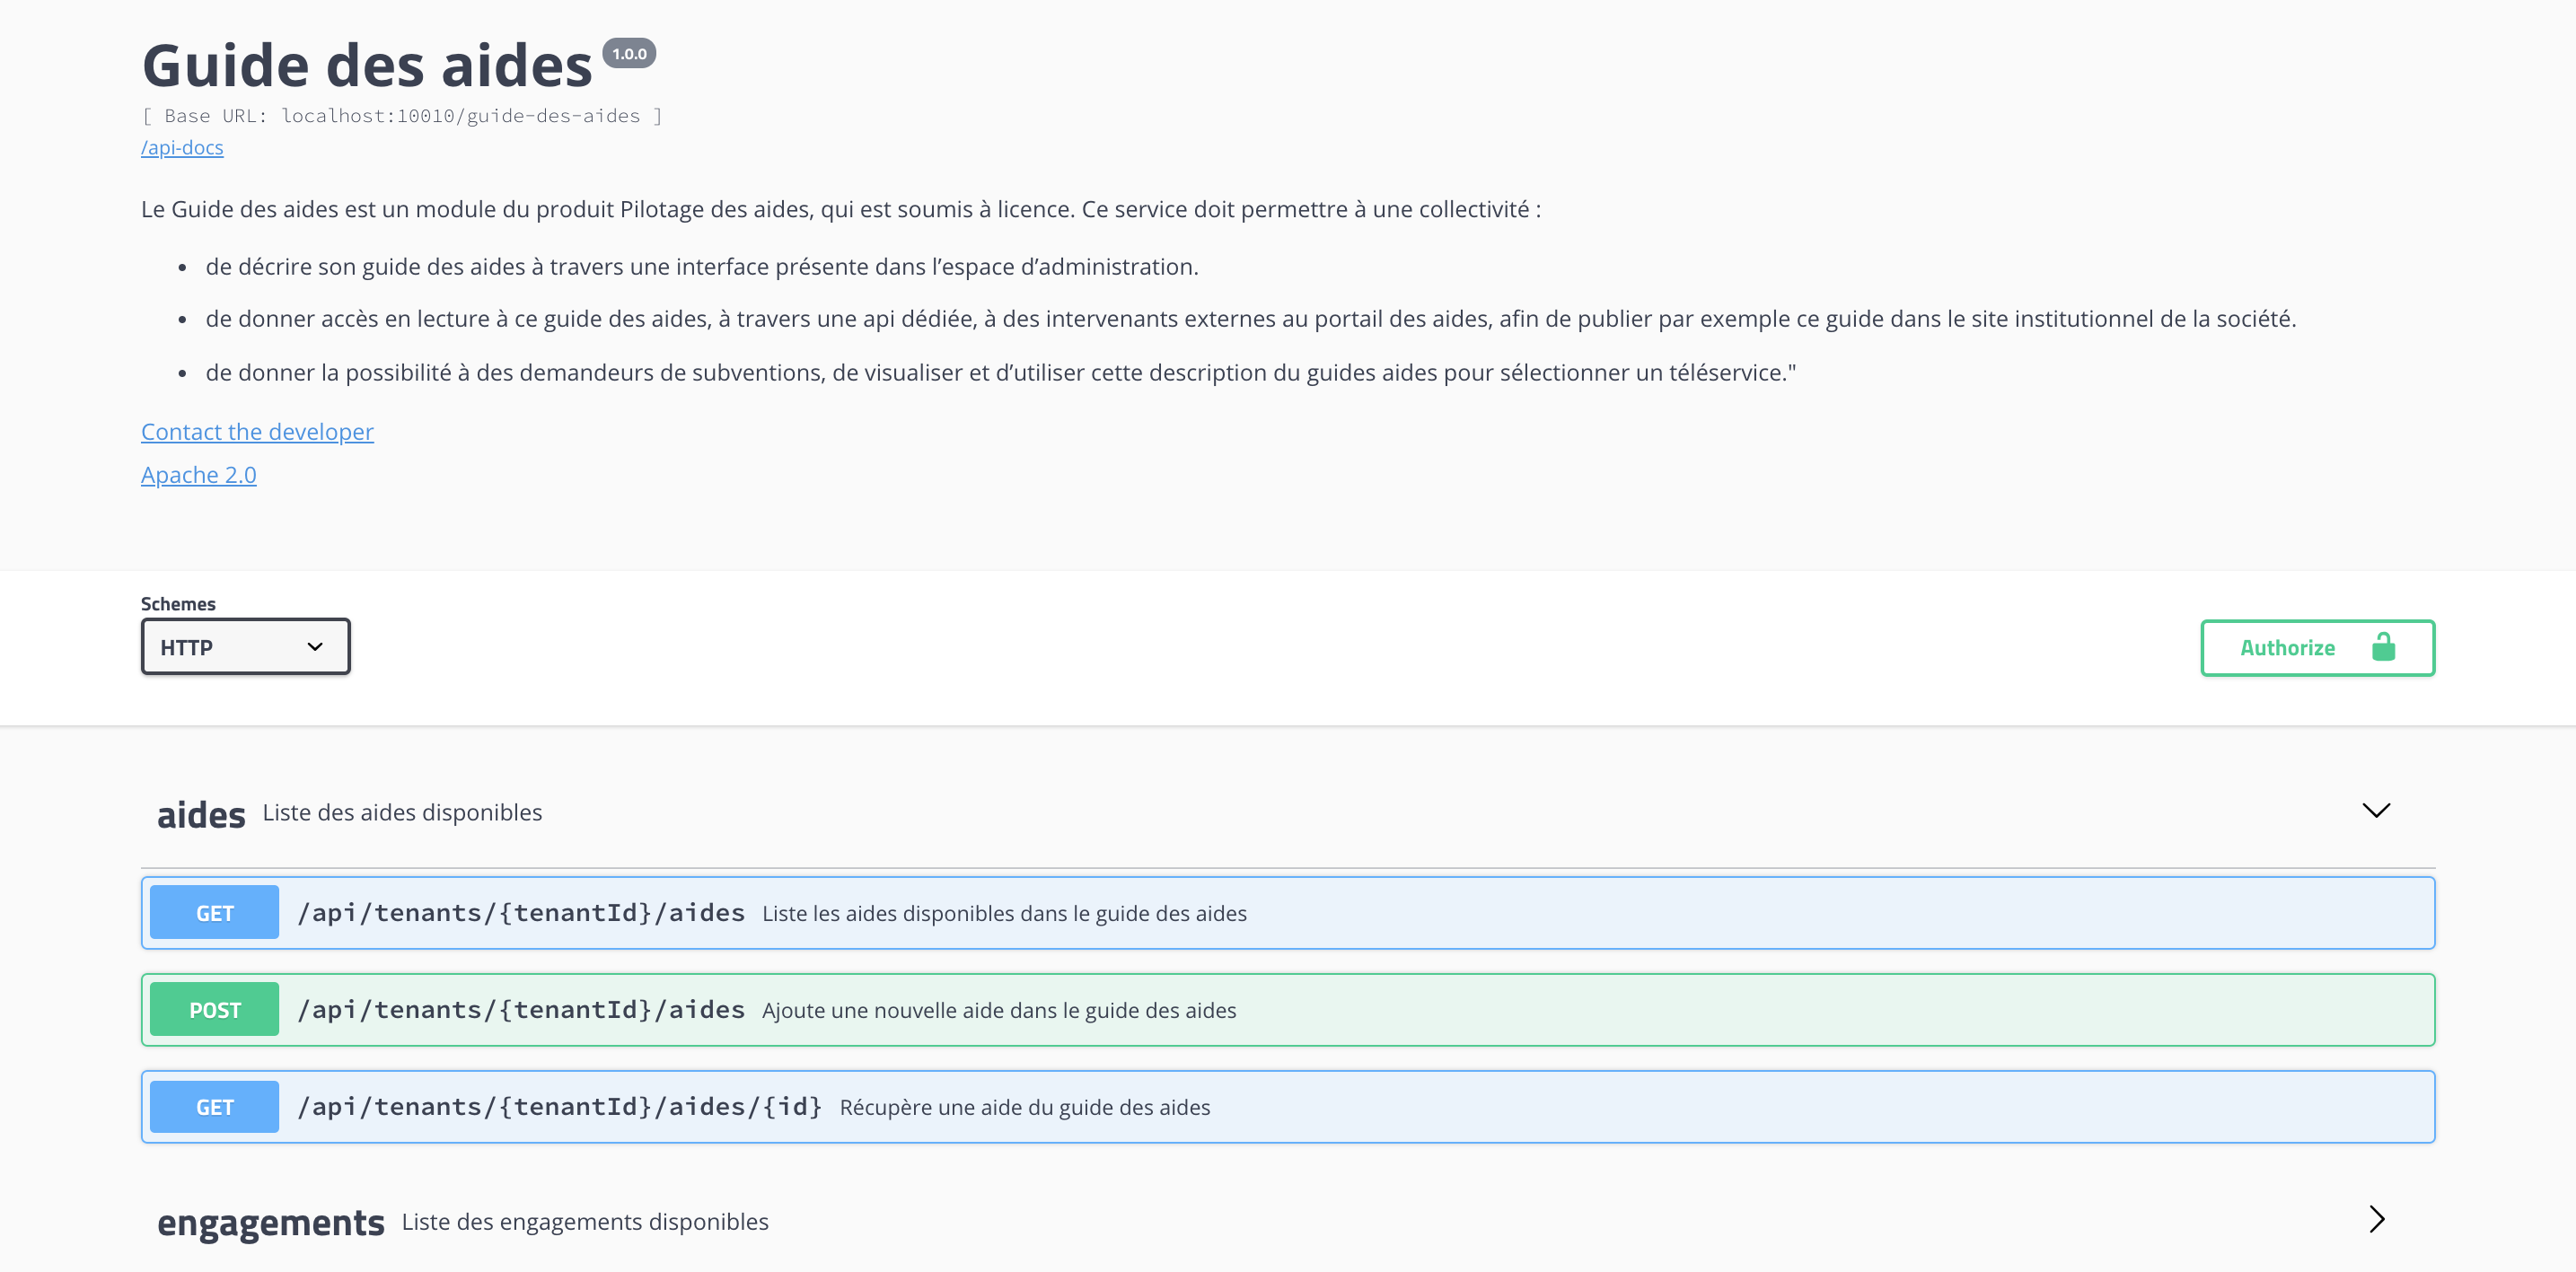 Guide des aides 1.0.0
[ Base URL: localhost:10010/guide-des-aides ]
/api-docs
Le Guide des aides est un module du produit Pilotage des aides, qui est soumis à licence. Ce service doit permettre à une collectivité :
• de décrire son guide des aides à travers une interface présente dans l’espace d’administration.
• de donner accès en lecture à ce guide des aides, à travers une api dédiée, à des intervenants externes au portail des aides, afin de publier par exemple ce guide dans le site institutionnel de la société.
• de donner la possibilité à des demandeurs de subventions, de visualiser et d’utiliser cette description du guides aides pour sélectionner un téléservice."
Contact the developer
Apache 2.0
Schemes
HTTP
Authorize
aides Liste des aides disponibles
GET /api/tenants/{tenantId}/aides Liste les aides disponibles dans le guide des aides
POST /api/tenants/{tenantId}/aides Ajoute une nouvelle aide dans le guide des aides
GET /api/tenants/{tenantId}/aides/{id} Récupère une aide du guide des aides
engagements Liste des engagements disponibles